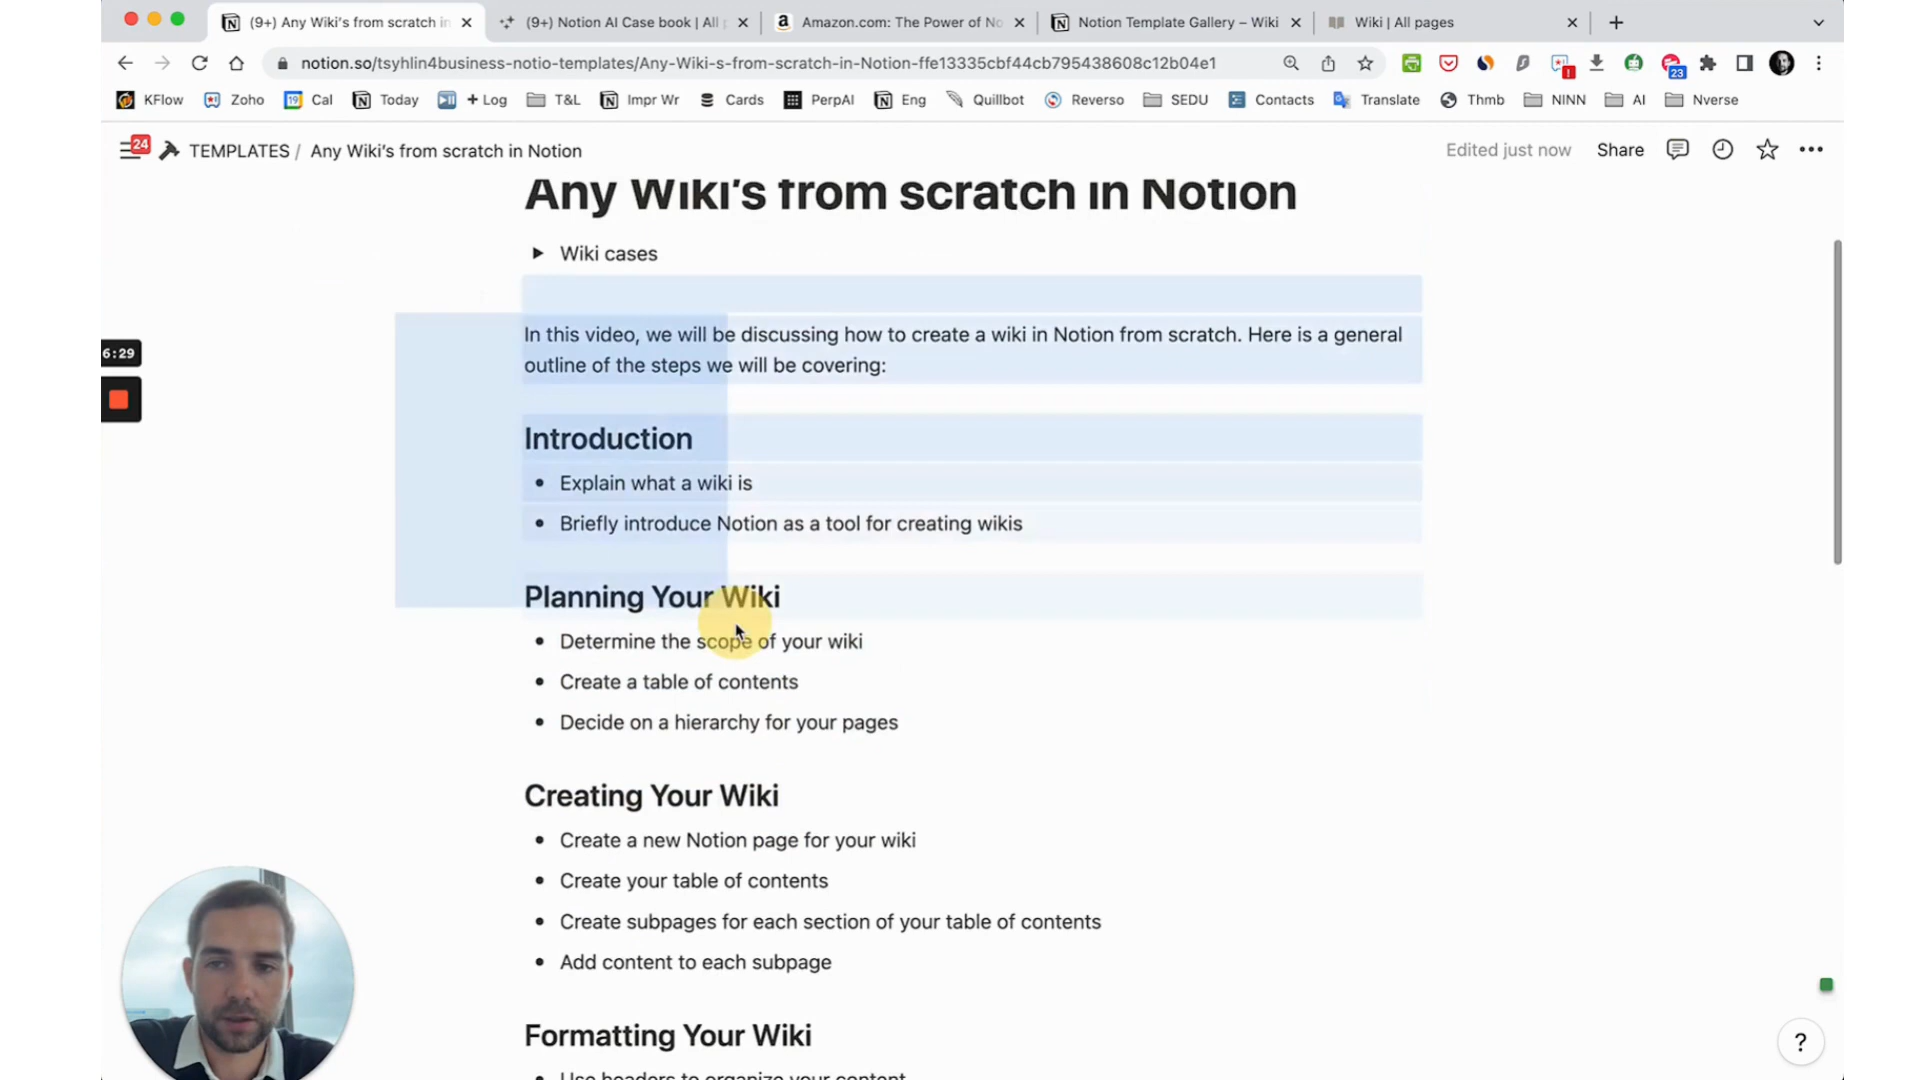 (9+) Any Wiki's from scratch in
(9+) Notion AI Case book | All
Amazon.com: The Power of No
Notion Template Gallery – Wiki
Wiki | All pages
notion.so/tsyhlin4business-notio-templates/Any-Wiki-s-from-scratch-in-Notion-ffe13335cbf44cb795438608c12b04e1
23
KFlow
Zoho
19
Cal
Today
+ Log
T&L
Impr Wr
Cards
PerpAI
Eng
Quillbot
Reverso
SEDU
Contacts
Translate
Thmb
NINN
AI
Nverse
24
TEMPLATES / Any Wiki's from scratch in Notion
Edited just now
Share
Any Wiki's from scratch in Notion
Wiki cases
In this video, we will be discussing how to create a wiki in Notion from scratch. Here is a general
outline of the steps we will be covering:
6:29
Introduction
• Explain what a wiki is
• Briefly introduce Notion as a tool for creating wikis
Planning Your Wiki
• Determine the scope of your wiki
• Create a table of contents
• Decide on a hierarchy for your pages
Creating Your Wiki
• Create a new Notion page for your wiki
• Create your table of contents
• Create subpages for each section of your table of contents
• Add content to each subpage
Formatting Your Wiki
• Use headers to organize your content
?